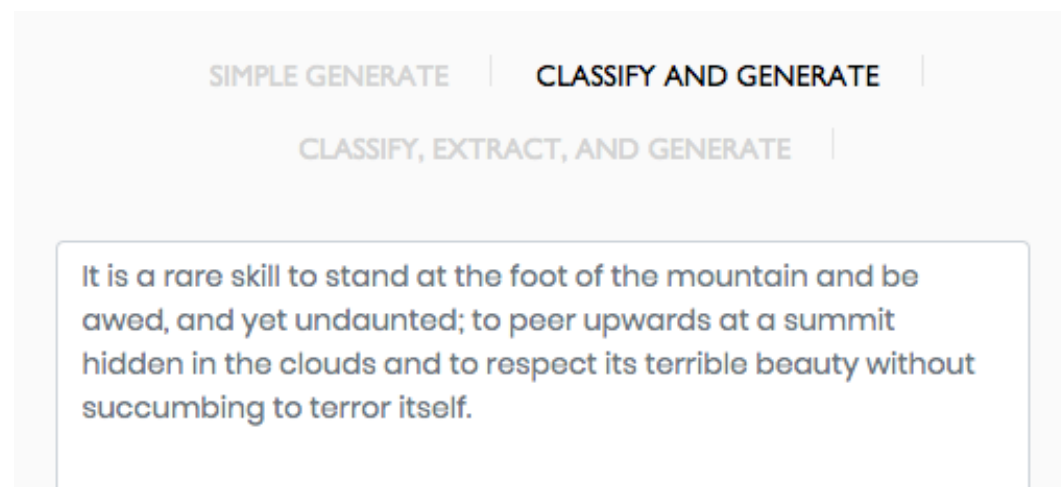 SIMPLE GENERATE
CLASSIFY AND GENERATE
CLASSIFY, EXTRACT, AND GENERATE
It is a rare skill to stand at the foot of the mountain and be
awed, and yet undaunted; to peer upwards at a summit
hidden in the clouds and to respect its terrible beauty without
succumbing to terror itself.